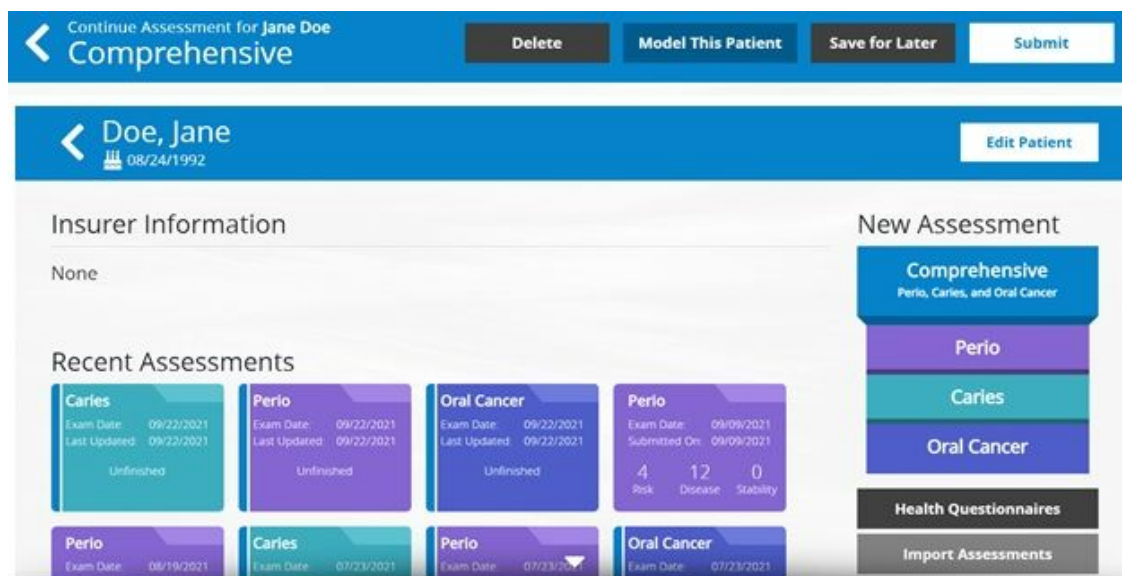 Continue Assessment for Jane Doe
Comprehensive
Delete
Model This Patient
Save for Later
Submit
Doe, Jane
08/24/1992
Edit Patient
Insurer Information
None
New Assessment
Comprehensive
Perio, Caries, and Oral Cancer
Perio
Caries
Oral Cancer
Health Questionnaires
Import Assessments
Recent Assessments
Caries
Exam Date: 09/22/2021
Last Updated: 09/22/2021
Unfinished
Perio
Exam Date: 09/22/2021
Last Updated: 09/22/2021
Unfinished
Oral Cancer
Exam Date: 09/22/2021
Last Updated: 09/22/2021
Unfinished
Perio
Exam Date: 09/09/2021
Submitted On: 09/09/2021
4 12 0
Risk Disease Stability
Perio
Exam Date: 08/19/2021
Caries
Exam Date: 07/23/2021
Perio
Exam Date: 07/23/2021
Oral Cancer
Exam Date: 07/23/2021